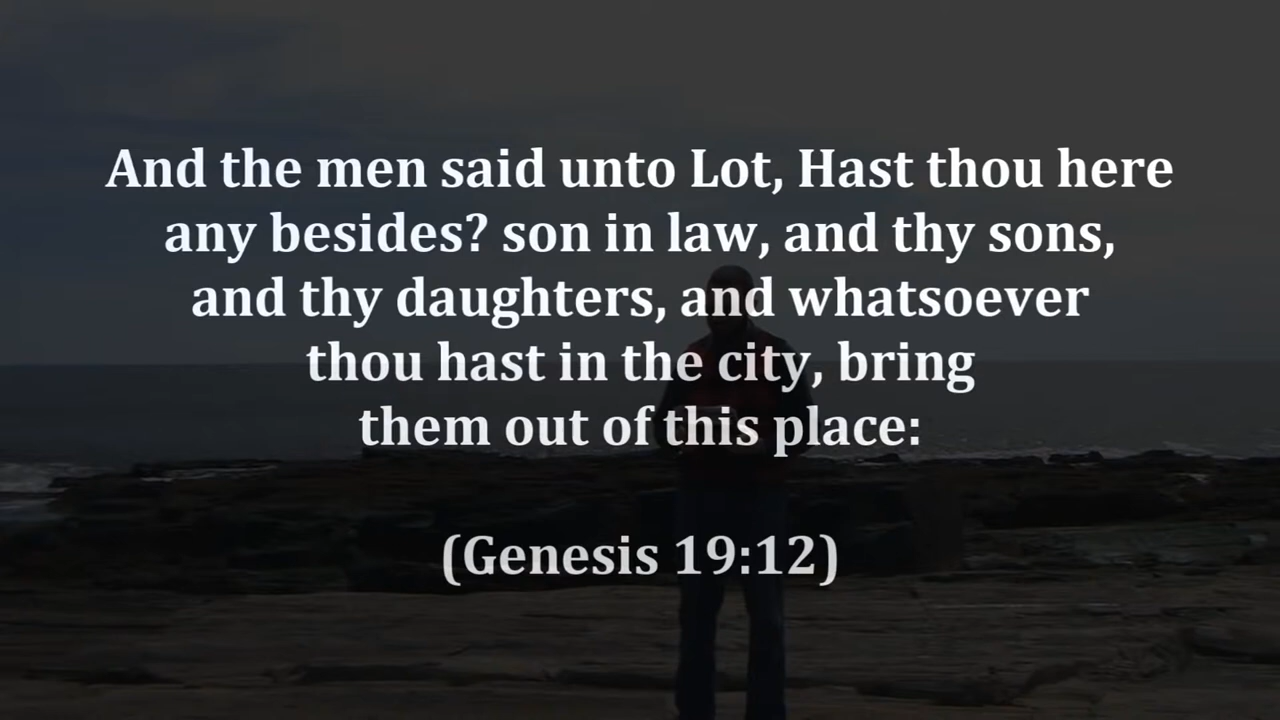 And the men said unto Lot, Hast thou here
any besides? son in law, and thy sons,
and thy daughters, and whatsoever
thou hast in the city, bring
them out of this place:
(Genesis 19:12)